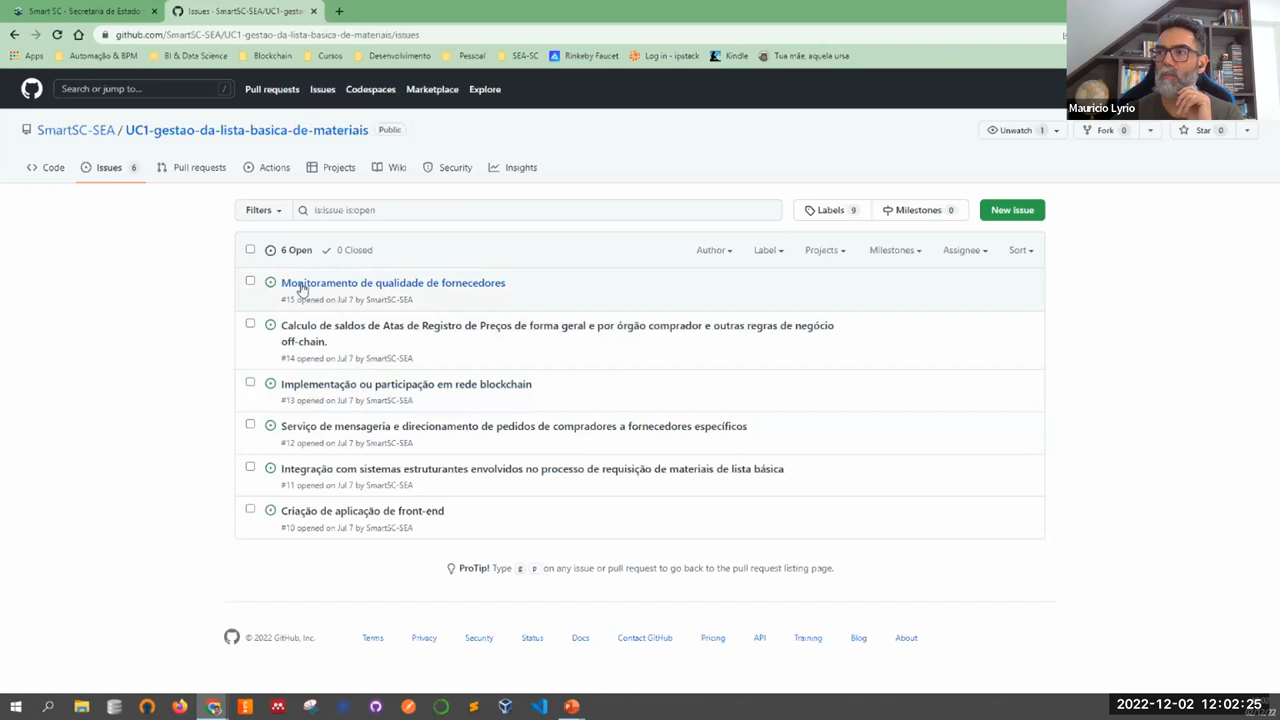 Smart SC - Secretaria de Estado
Issues - SmartSC-SEA/UC1-gesta
github.com/SmartSC-SEA/UC1-gestao-da-lista-basica-de-materiais/issues
Apps Automação & BPM BI & Data Science Blockchain Cursos Desenvolvimento Pessoal SEA-SC Rinkeby Faucet Log in - ipstack Kindle Tua mãe, aquela ursa
Search or jump to... / Pull requests Issues Codespaces Marketplace Explore
Mauricio Lyrio
SmartSC-SEA / UC1-gestao-da-lista-basica-de-materiais Public
Unwatch 1 Fork 0 Star 0
Code Issues 6 Pull requests Actions Projects Wiki Security Insights
Filters is:issue is:open Labels 9 Milestones 0 New issue
6 Open 0 Closed Author Label Projects Milestones Assignee Sort
Monitoramento de qualidade de fornecedores
#15 opened on Jul 7 by SmartSC-SEA
Calculo de saldos de Atas de Registro de Preços de forma geral e por órgão comprador e outras regras de negócio
off-chain.
#14 opened on Jul 7 by SmartSC-SEA
Implementação ou participação em rede blockchain
#13 opened on Jul 7 by SmartSC-SEA
Serviço de mensageria e direcionamento de pedidos de compradores a fornecedores específicos
#12 opened on Jul 7 by SmartSC-SEA
Integração com sistemas estruturantes envolvidos no processo de requisição de materiais de lista básica
#11 opened on Jul 7 by SmartSC-SEA
Criação de aplicação de front-end
#10 opened on Jul 7 by SmartSC-SEA
ProTip! Type g p on any issue or pull request to go back to the pull request listing page.
© 2022 GitHub, Inc. Terms Privacy Security Status Docs Contact GitHub Pricing API Training Blog About
2022-12-02 12:02:25